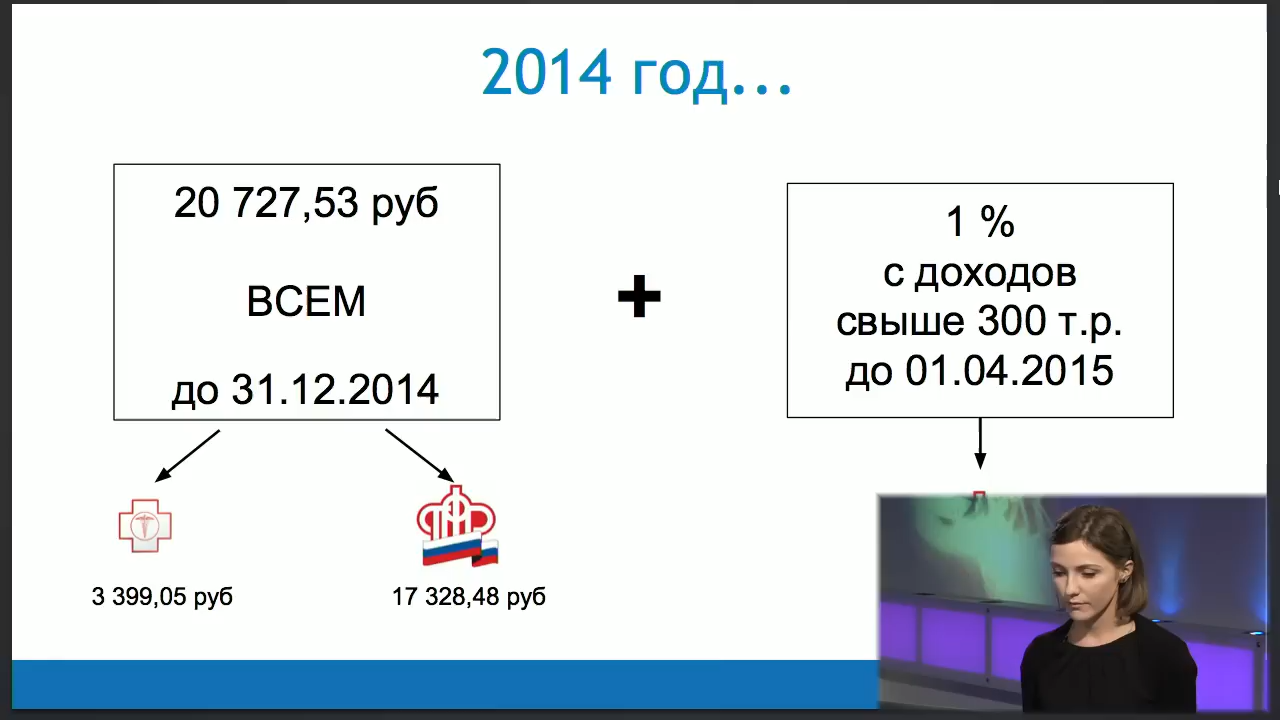 2014 год...
20 727,53 руб
ВСЕМ
до 31.12.2014
+
1 %
с доходов
свыше 300 т.р.
до 01.04.2015
3 399,05 руб
17 328,48 руб